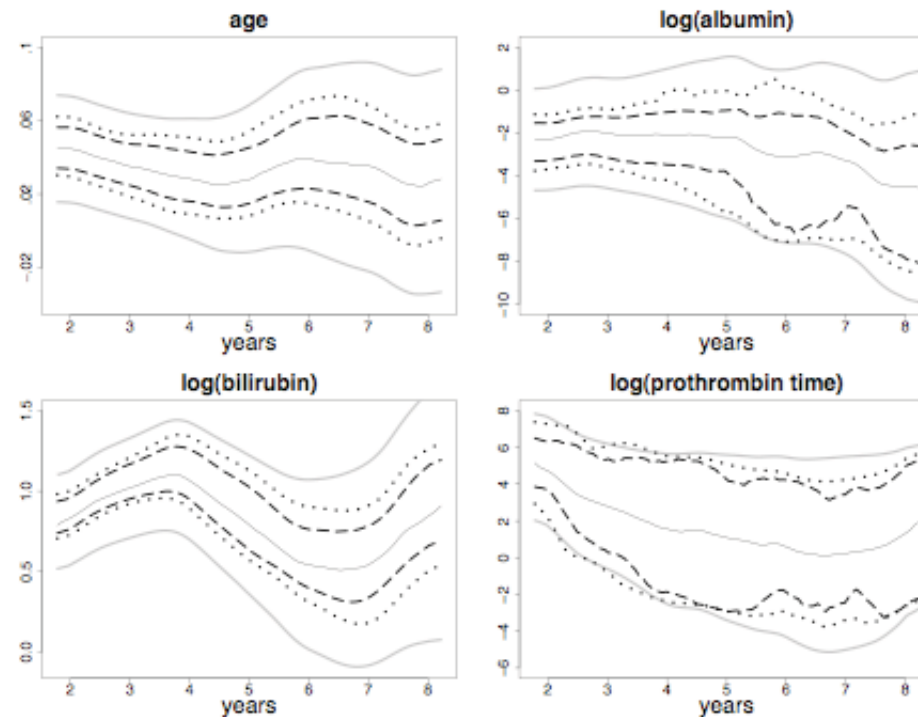 age
.1
.06
.02
-.02
2 3 4 5 6 7 8
years
log(albumin)
2
0
-2
-4
-6
-8
-10
2 3 4 5 6 7 8
years
log(bilirubin)
1.5
1.0
0.5
0.0
2 3 4 5 6 7 8
years
log(prothrombin time)
8
6
4
2
0
-2
-4
-6
2 3 4 5 6 7 8
years